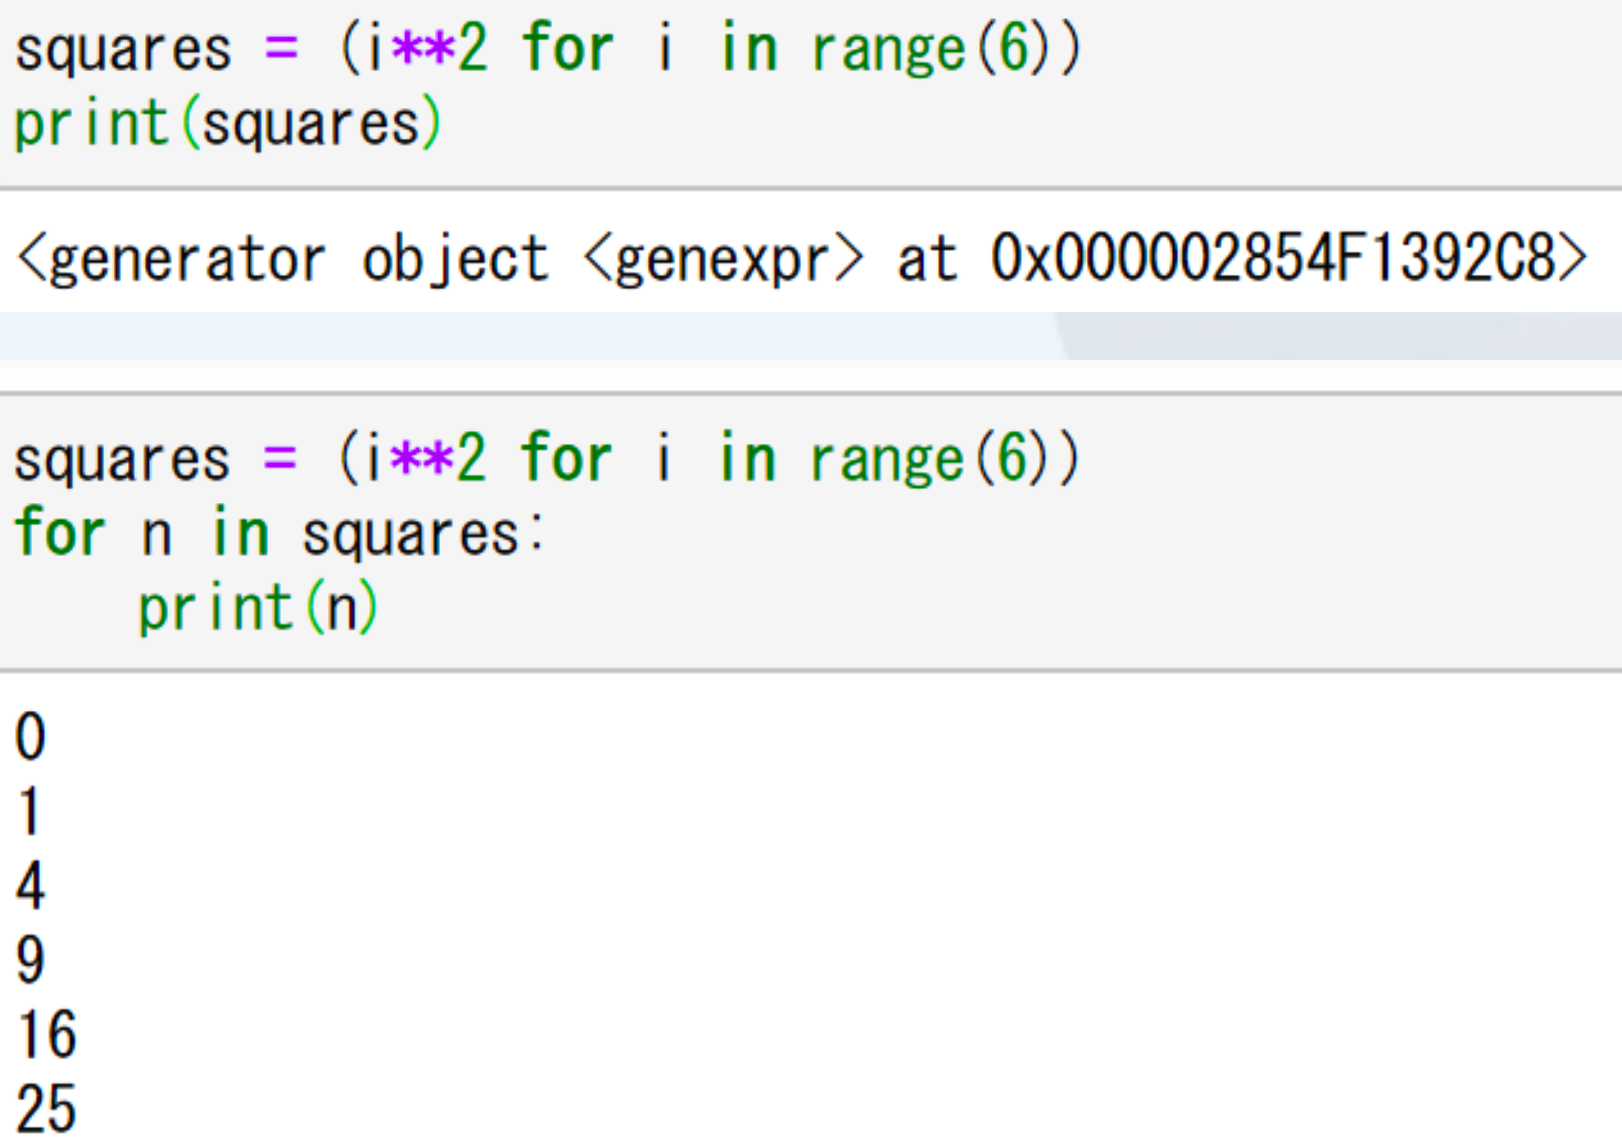 squares = (i**2 for i in range(6))
print(squares)
<generator object <genexpr> at 0x000002854F1392C8>
squares = (i**2 for i in range(6))
for n in squares:
    print(n)
0
1
4
9
16
25